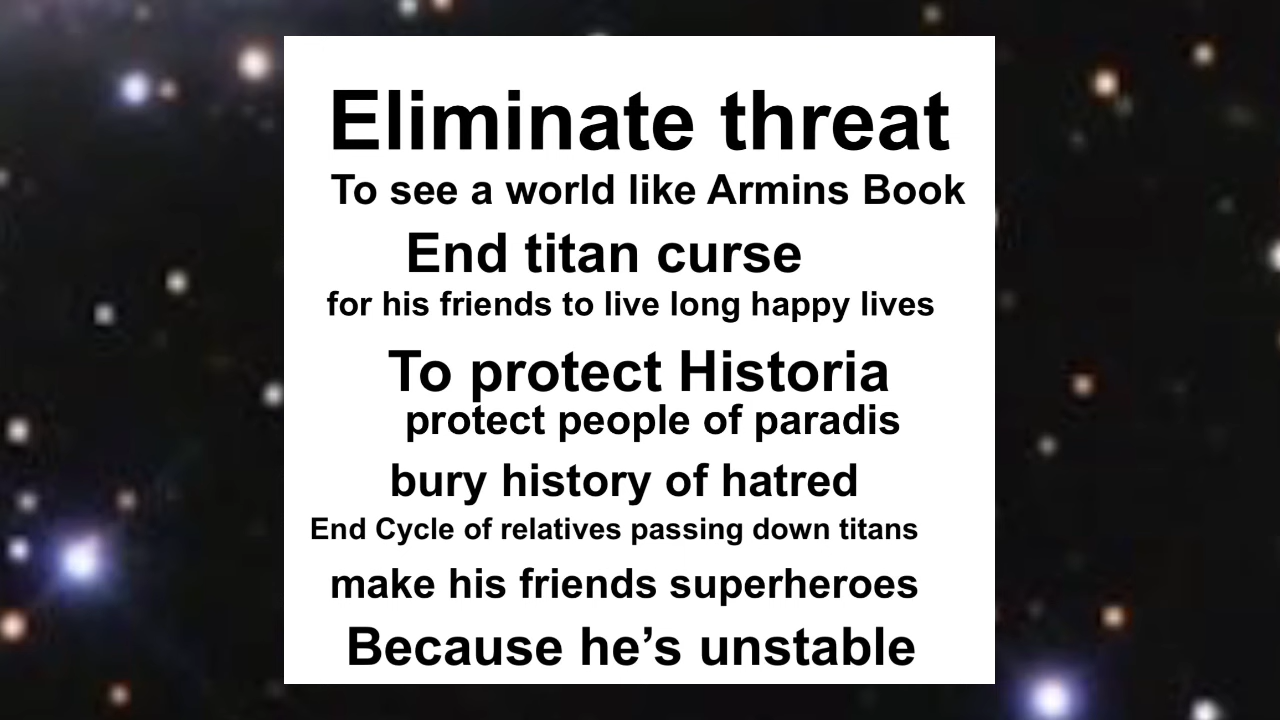 Eliminate threat
To see a world like Armins Book
End titan curse
for his friends to live long happy lives
To protect Historia
protect people of paradis
bury history of hatred
End Cycle of relatives passing down titans
make his friends superheroes
Because he’s unstable